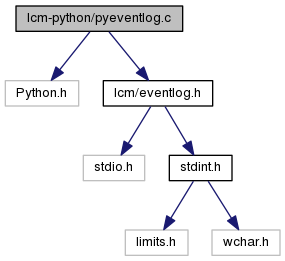 lcm-python/pyeventlog.c
Python.h
lcm/eventlog.h
stdio.h
stdint.h
limits.h
wchar.h